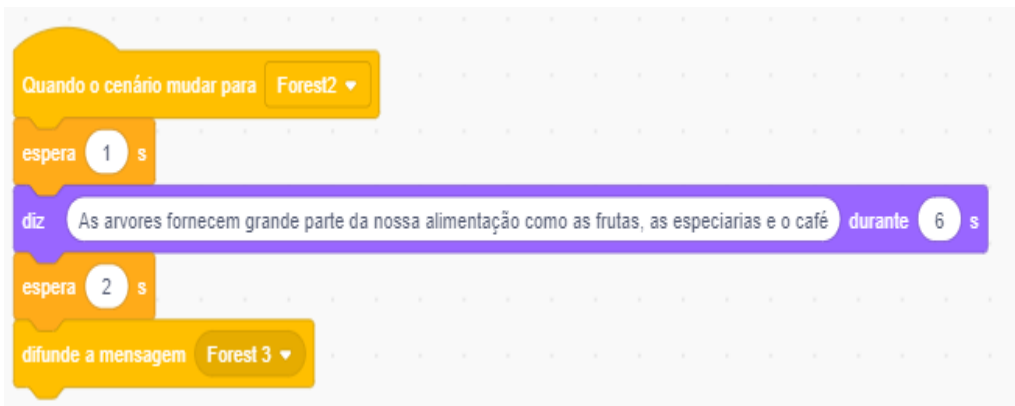 Quando o cenário mudar para Forest2
espera 1 s
diz As arvores fornecem grande parte da nossa alimentação como as frutas, as especiarias e o café durante 6 s
espera 2 s
difunde a mensagem Forest 3